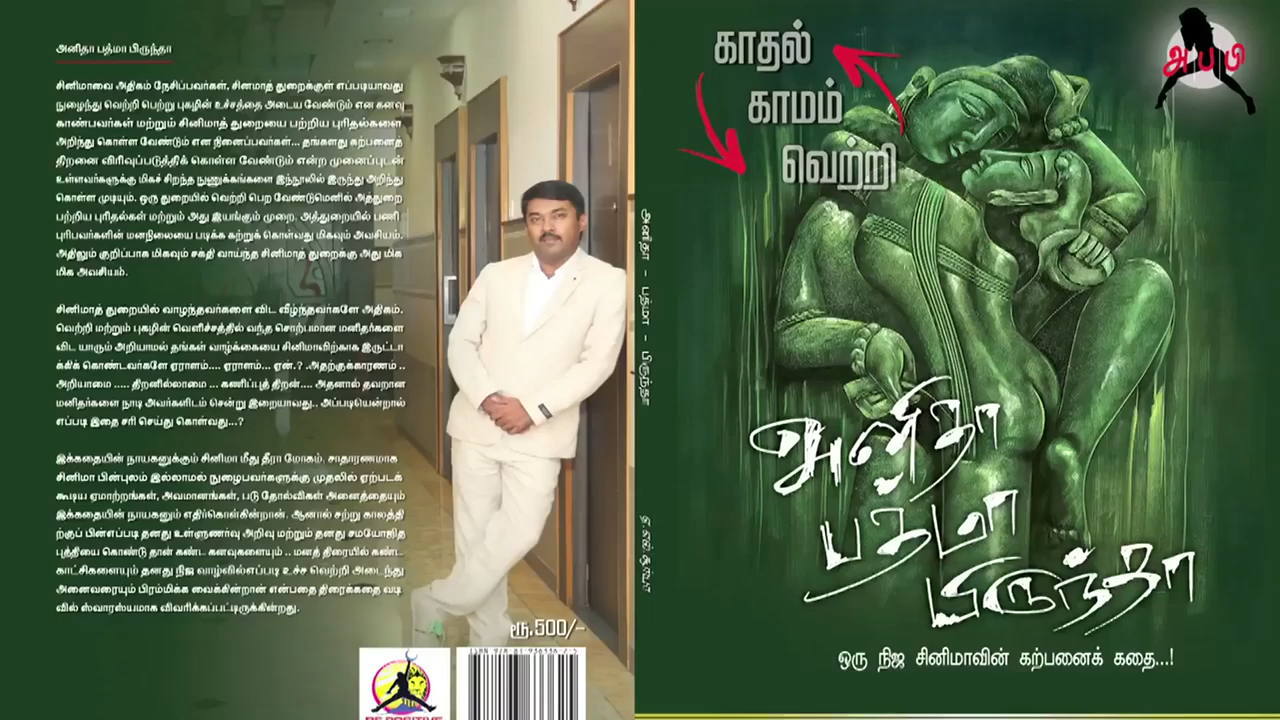 அனிதா பத்மா பிருந்தா
சினிமாவை அதிகம் நேசிப்பவர்கள், சினமாத் துறைக்குள் எப்படியாவது
நுழைந்து வெற்றி பெற்று புகழின் உச்சத்தை அடைய வேண்டும் என கனவு
காண்பவர்கள் மற்றும் சினிமாத் துறையை பற்றிய புரிதல்களை
அறிந்து கொள்ள வேண்டும் என நினைப்பவர்கள்... தங்களது கற்பனைத்
திறனை விரிவுப்படுத்திக் கொள்ள வேண்டும் என்ற முனைப்புடன்
உள்ளவர்களுக்கு மிகச் சிறந்த நுணுக்கங்களை இந்நூலில் இருந்து அறிந்து
கொள்ள முடியும். ஒரு துறையில் வெற்றி பெற வேண்டுமெனில் அத்துறை
பற்றிய புரிதல்கள் மற்றும் அது இயங்கும் முறை, அத்துறையில் பணி
புரிபவர்களின் மனநிலையை படிக்க கற்றுக் கொள்வது மிகவும் அவசியம்.
அதிலும் குறிப்பாக மிகவும் சக்தி வாய்ந்த சினிமாத் துறைக்கு அது மிக
மிக அவசியம்.
சினிமாத் துறையில் வாழந்தவர்களை விட வீழ்ந்தவர்களே அதிகம்.
வெற்றி மற்றும் புகழின் வெளிச்சத்தில் வந்த சொற்பமான மனிதர்களை
விட யாரும் அறியாமல் தங்கள் வாழ்க்கையை சினிமாவிற்காக இருட்டா
க்கிக் கொண்டவர்களே ஏராளம்.... ஏராளம்... ஏன்.? .அதற்குக்காரணம் ..
அறியாமை ..... திறனில்லாமை ... கணிப்புத் திறன்.... அதனால் தவறான
மனிதர்களை நாடி அவர்களிடம் சென்று இறையாவது.. அப்படியென்றால்
எப்படி இதை சரி செய்து கொள்வது...?
இக்கதையின் நாயகனுக்கும் சினிமா மீது தீரா மோகம். சாதாரணமாக
சினிமா பின்புலம் இல்லாமல் நுழைபவர்களுக்கு முதலில் ஏற்படக்
கூடிய ஏமாற்றங்கள், அவமானங்கள், படு தோல்விகள் அனைத்தையும்
இக்கதையின் நாயகனும் எதிர்கொள்கின்றான். ஆனால் சற்று காலத்தி
ற்குப் பின்எப்படி தனது உள்ளுணர்வு அறிவு மற்றும் தனது சமயோஜித
புத்தியை கொண்டு தான் கண்ட கனவுகளையும் .. மனத் திரையில் கண்ட
காட்சிகளையும் தனது நிஜ வாழ்வில்எப்படி உச்ச வெற்றி அடைந்து
அனைவரையும் பிரம்மிக்க வைக்கின்றான் என்பதை திரைக்கதை வடி
வில் ஸ்வாரஸ்யமாக விவரிக்கப்பட்டிருக்கின்றது.
ரூ.500/-
BE POSITIVE
அனிதா - பத்மா - பிருந்தா
காதல்
காமம்
வெற்றி
அ ப பி
அனிதா
பத்மா
பிருந்தா
ஒரு நிஜ சினிமாவின் கற்பனைக் கதை...!